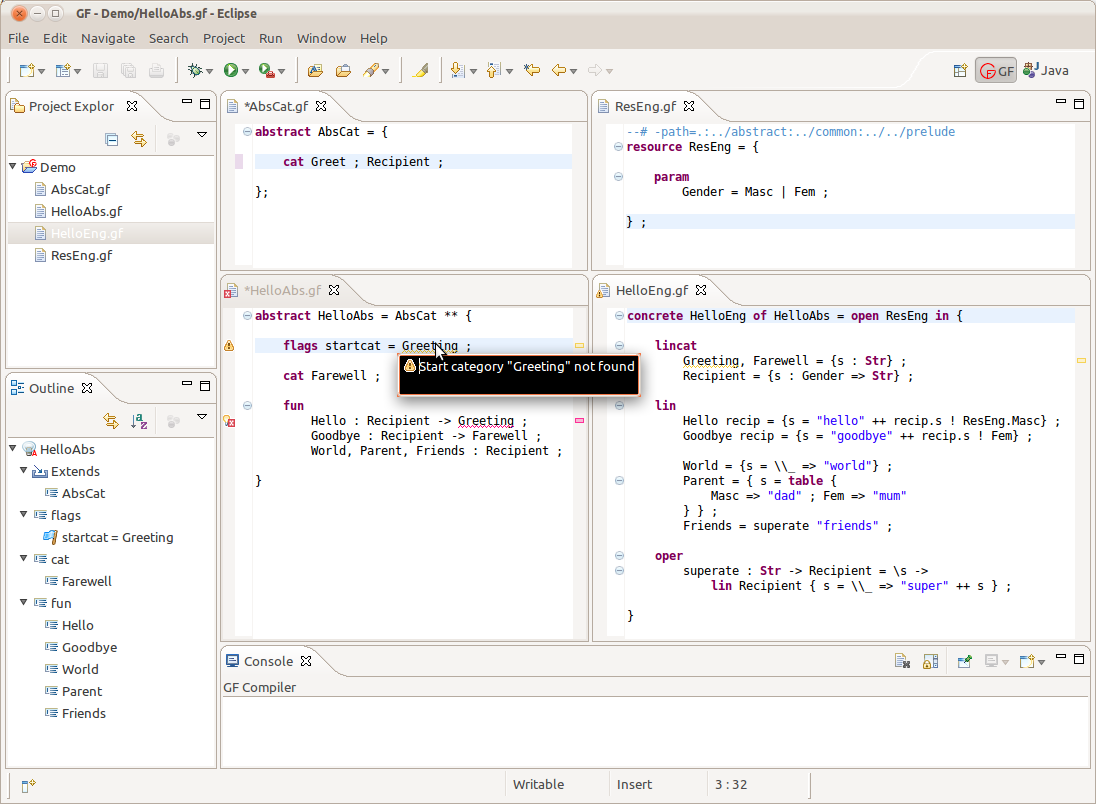 GF - Demo/HelloAbs.gf - Eclipse
File Edit Navigate Search Project Run Window Help
GF Java
Project Explor
Demo
AbsCat.gf
HelloAbs.gf
HelloEng.gf
ResEng.gf
*AbsCat.gf
abstract AbsCat = {
cat Greet ; Recipient ;
};
ResEng.gf
--# -path=.:../abstract:../common:../../prelude
resource ResEng = {
param
Gender = Masc | Fem ;
} ;
Outline
HelloAbs
Extends
AbsCat
flags
startcat = Greeting
cat
Farewell
fun
Hello
Goodbye
World
Parent
Friends
*HelloAbs.gf
abstract HelloAbs = AbsCat ** {
flags startcat = Greeting ;
Start category "Greeting" not found
cat Farewell ;
fun
Hello : Recipient -> Greeting ;
Goodbye : Recipient -> Farewell ;
World, Parent, Friends : Recipient ;
}
HelloEng.gf
concrete HelloEng of HelloAbs = open ResEng in {
lincat
Greeting, Farewell = {s : Str} ;
Recipient = {s : Gender => Str} ;
lin
Hello recip = {s = "hello" ++ recip.s ! ResEng.Masc} ;
Goodbye recip = {s = "goodbye" ++ recip.s ! Fem} ;
World = {s = \\_ => "world"} ;
Parent = { s = table {
Masc => "dad" ; Fem => "mum"
} } ;
Friends = superate "friends" ;
oper
superate : Str -> Recipient = \s ->
lin Recipient { s = \\_ => "super" ++ s } ;
}
Console
GF Compiler
Writable Insert 3 : 32